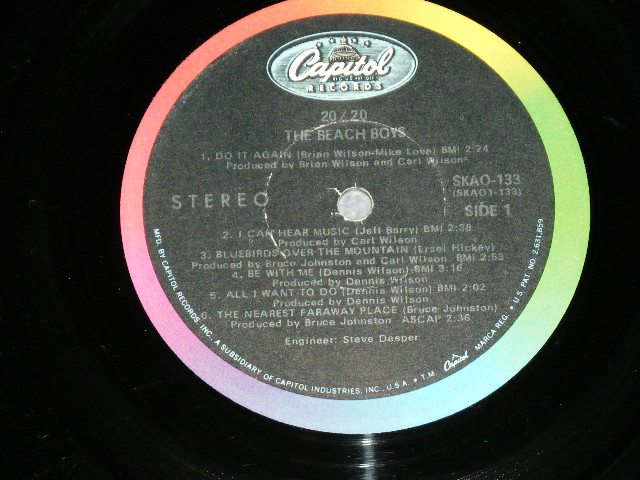 Capitol
RECORDS
20/20
THE BEACH BOYS
1. DO IT AGAIN (Brian Wilson-Mike Love) BMI 2:24
Produced by Brian Wilson and Carl Wilson
STEREO
SKAO-133
(SKAO1-133)
SIDE 1
2. I CAN HEAR MUSIC (Jeff Barry) BMI 2:38
Produced by Carl Wilson
3. BLUEBIRDS OVER THE MOUNTAIN (Ersel Hickey)
Produced by Bruce Johnston and Carl Wilson BMI 2:53
4. BE WITH ME (Dennis Wilson) BMI 3:16
Produced by Dennis Wilson
5. ALL I WANT TO DO (Dennis Wilson) BMI 2:02
Produced by Dennis Wilson
6. THE NEAREST FARAWAY PLACE (Bruce Johnston)
Produced by Bruce Johnston ASCAP 2:36
Engineer: Steve Desper
MFD. BY CAPITOL RECORDS, INC. A SUBSIDIARY OF CAPITOL INDUSTRIES, INC., U.S.A. • T.M. Capitol MARCA REG. • U.S. PAT. NO. 2,631,859